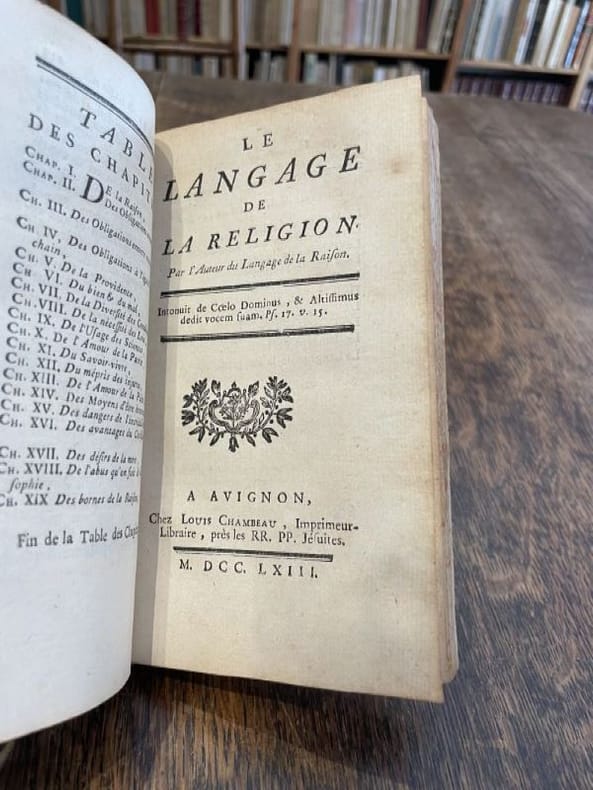 TABLE
DES CHAPIT
CHAP. I. DE la Raison,
CHAP. II. Des Obligations
CH. III. Des Obligations envers
CH IV. Des Obligations à l'égard
chain,
CH. V. De la Providence,
CH. VI. Du bien & du mal,
CH. VII. De la Diversité des
CH. VIII. De la nécessité des
CH. IX. De l'Usage des Sciences
CH. X. De l'Amour de la Patrie
CH. XI. Du Savoir-vivre,
CH. XII. Du mépris des injures,
CH. XIII. De l'Amour de la
CH. XIV. Des Moyens d'être
CH. XV. Des dangers de
CH. XVI. Des avantages du
CH. XVII. Des désirs de la
CH. XVIII. De l'abus qu'on fait
sophie,
CH. XIX Des bornes de la Raison,
Fin de la Table des
LE
LANGAGE
DE
LA RELIGION.
Par l'Auteur du Langage de la Raiſon.
Intonuit de Cœlo Dominus, & Altiſſimus
dedit vocem ſuam. Pſ. 17. v. 15.
A AVIGNON,
Chez LOUIS CHAMBEAU, Imprimeur-
Libraire, près les RR. PP. Jéſuites.
M. DCC. LXIII.